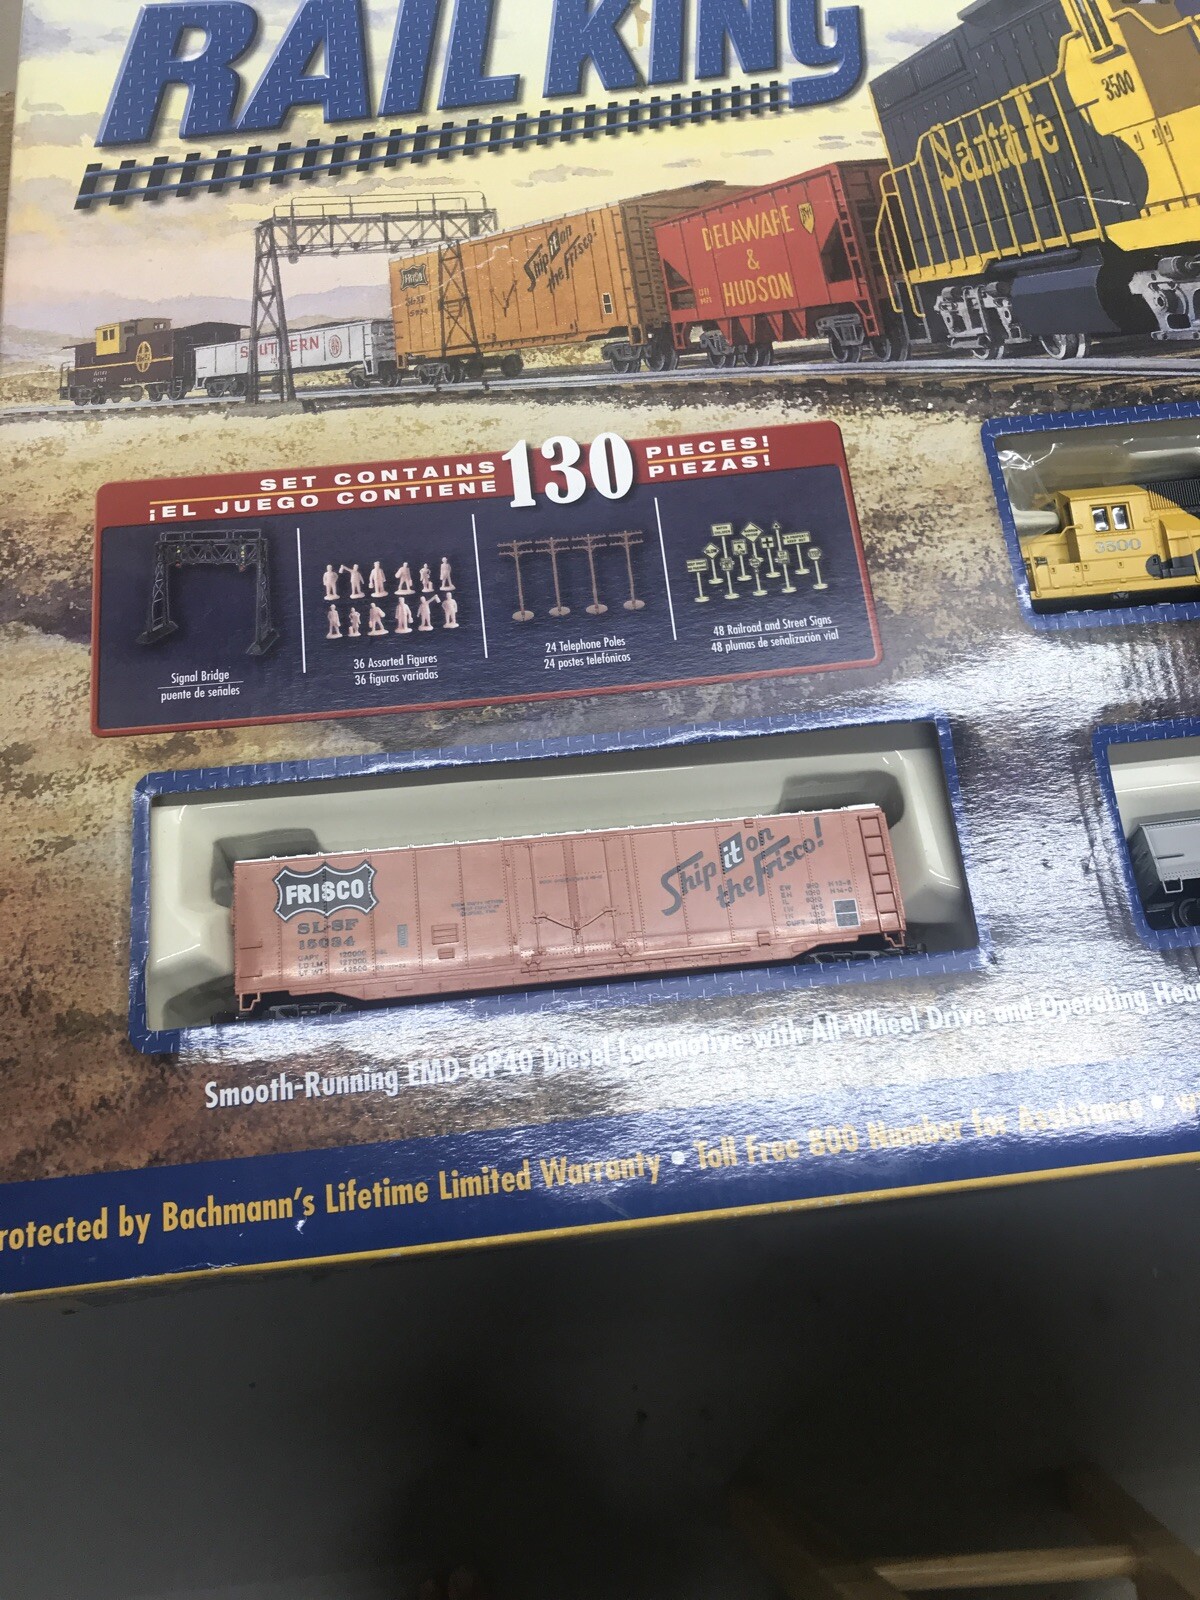 RAIL KING
3500
Santa Fe
DELAWARE
&
HUDSON
FRISCO
Ship it on
the Frisco!
SOUTHERN
SET CONTAINS 130 PIECES!
¡EL JUEGO CONTIENE PIEZAS!
Signal Bridge
puente de señales
36 Assorted Figures
36 figuras variadas
24 Telephone Poles
24 postes telefónicos
48 Railroad and Street Signs
48 plumas de señalización vial
3500
FRISCO
SL-SF
Ship it on
the Frisco!
Smooth-Running EMD GP40 Diesel Locomotive with All-Wheel Drive and Operating
rotected by Bachmann's Lifetime Limited Warranty • Toll Free 800 Number for Assistance